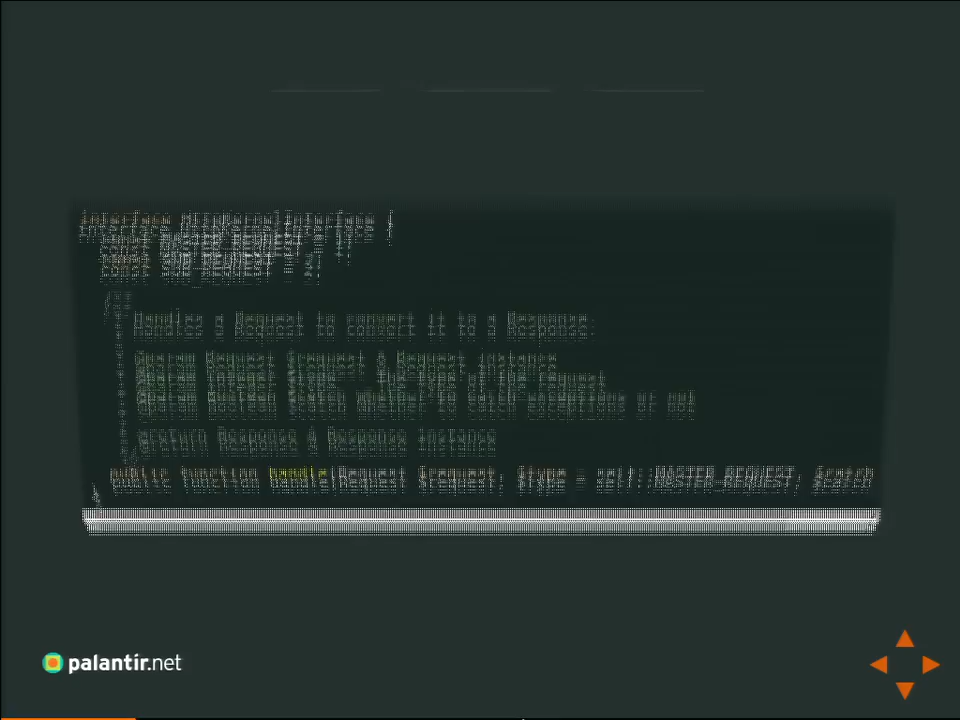 interface HttpKernelInterface {
const MASTER_REQUEST = 1;
const SUB_REQUEST = 2;
/**
* Handles a Request to convert it to a Response.
* @param Request $request A Request instance
* @param integer $type The type of the request
* @param Boolean $catch Whether to catch exceptions or not
* @return Response A Response instance
*/
public function handle(Request $request, $type = self::MASTER_REQUEST, $catch
palantir.net